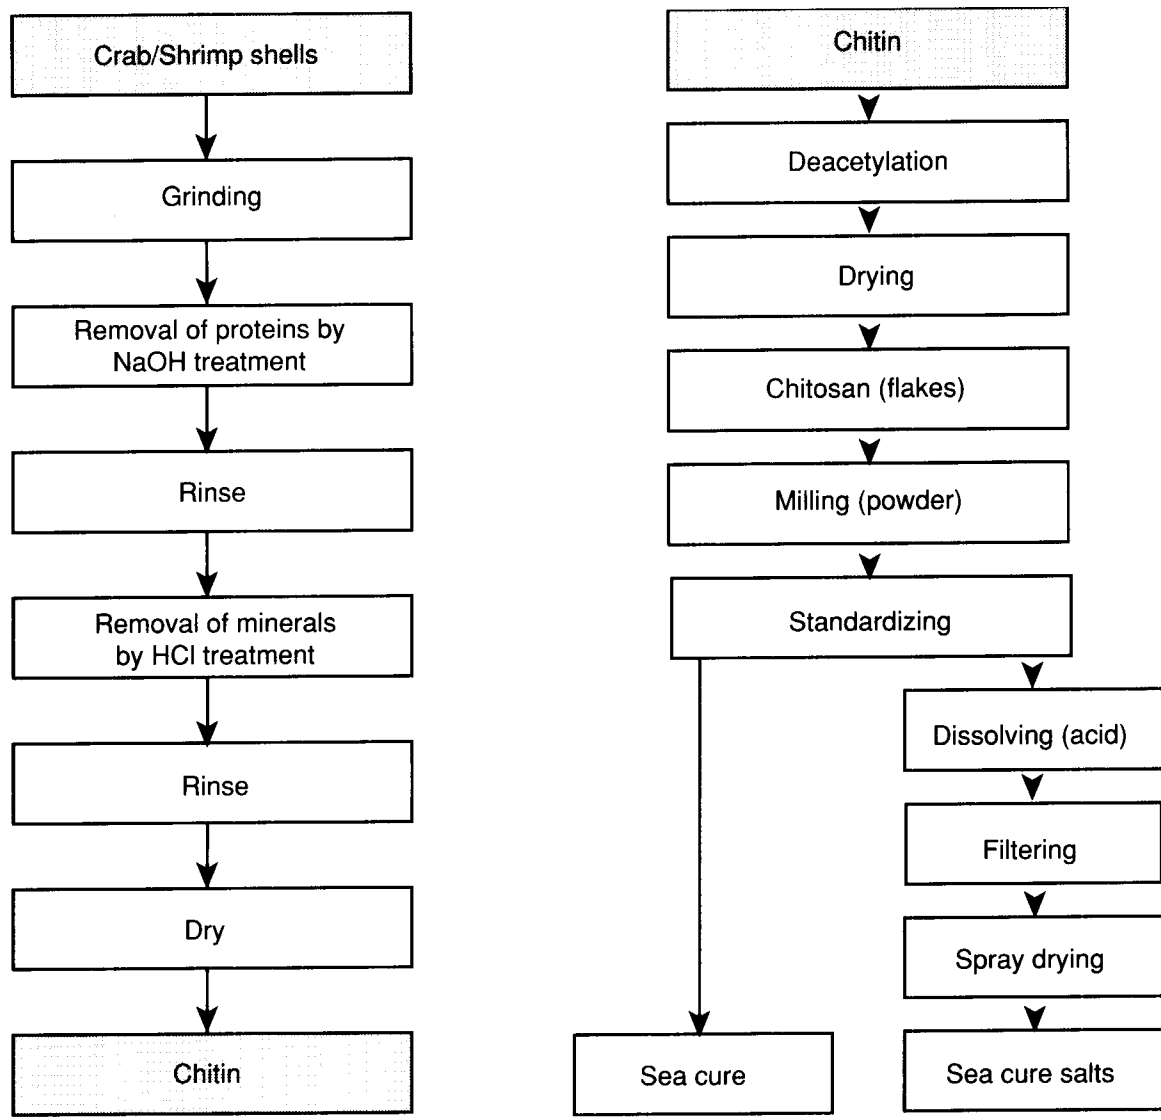 Crab/Shrimp shells
Grinding
Removal of proteins by
NaOH treatment
Rinse
Removal of minerals
by HCl treatment
Rinse
Dry
Chitin
Chitin
Deacetylation
Drying
Chitosan (flakes)
Milling (powder)
Standardizing
Dissolving (acid)
Filtering
Spray drying
Sea cure
Sea cure salts